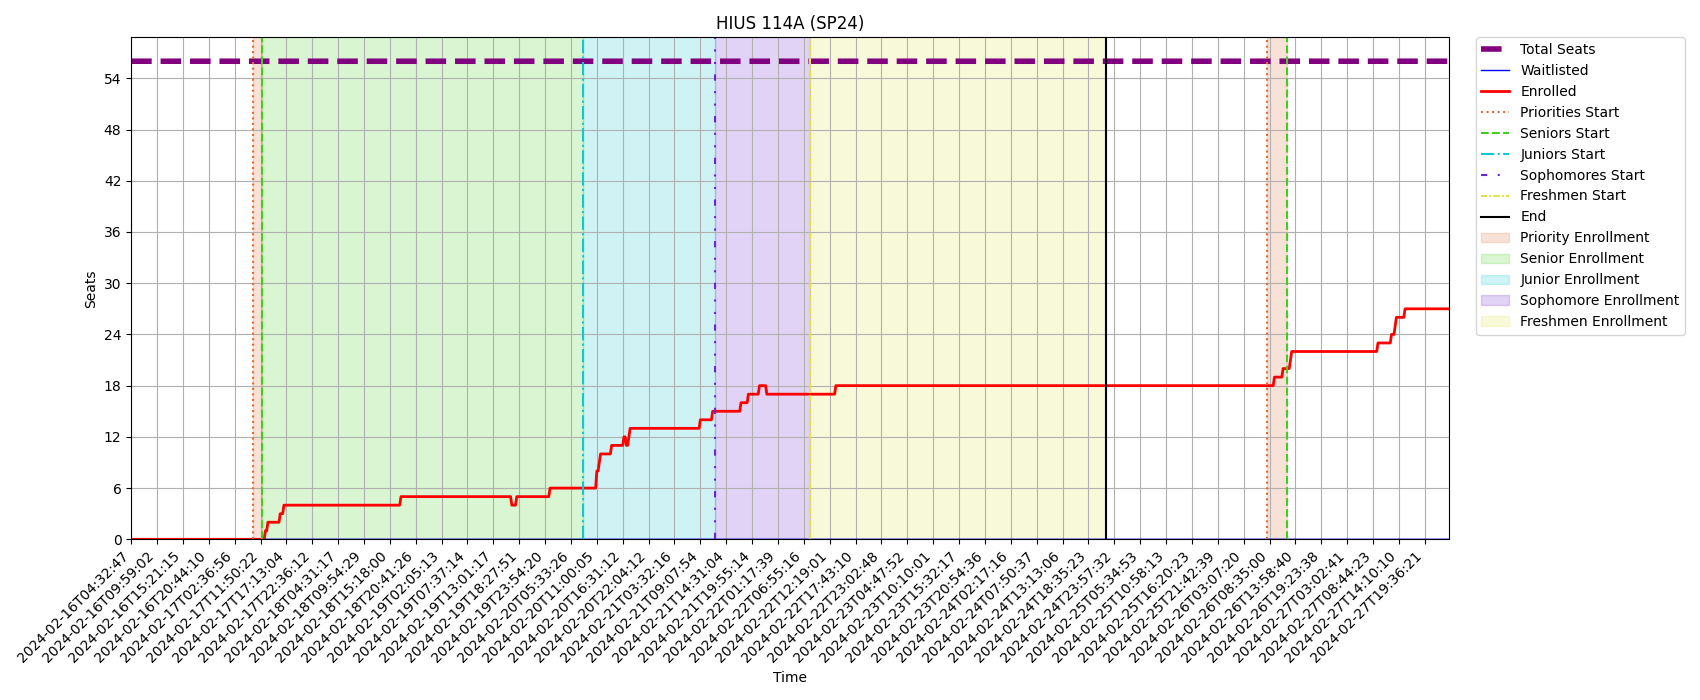 HIUS 114A (SP24)
Total Seats
Waitlisted
Enrolled
Priorities Start
Seniors Start
Juniors Start
Sophomores Start
Freshmen Start
End
Priority Enrollment
Senior Enrollment
Junior Enrollment
Sophomore Enrollment
Freshmen Enrollment
Seats
54
48
42
36
30
24
18
12
6
0
2024-02-16T04:32:47
2024-02-16T09:59:02
2024-02-16T15:21:15
2024-02-16T20:44:10
2024-02-17T02:36:56
2024-02-17T11:50:22
2024-02-17T17:13:04
2024-02-17T22:36:12
2024-02-18T04:31:17
2024-02-18T09:54:29
2024-02-18T15:18:00
2024-02-18T20:41:26
2024-02-19T02:05:13
2024-02-19T07:37:14
2024-02-19T13:01:17
2024-02-19T18:27:51
2024-02-19T23:54:20
2024-02-20T05:33:26
2024-02-20T11:00:05
2024-02-20T16:31:12
2024-02-20T22:04:12
2024-02-21T03:32:16
2024-02-21T09:07:54
2024-02-21T14:31:04
2024-02-21T19:55:14
2024-02-22T01:17:39
2024-02-22T06:55:16
2024-02-22T12:19:01
2024-02-22T17:43:10
2024-02-22T23:02:48
2024-02-23T04:47:52
2024-02-23T10:10:01
2024-02-23T15:32:17
2024-02-23T20:54:36
2024-02-24T02:17:16
2024-02-24T07:50:37
2024-02-24T13:13:06
2024-02-24T18:35:23
2024-02-24T23:57:32
2024-02-25T05:34:53
2024-02-25T10:58:13
2024-02-25T16:20:23
2024-02-25T21:42:39
2024-02-26T03:07:20
2024-02-26T08:35:00
2024-02-26T13:58:40
2024-02-26T19:23:38
2024-02-27T03:02:41
2024-02-27T08:44:23
2024-02-27T14:10:10
2024-02-27T19:36:21
Time